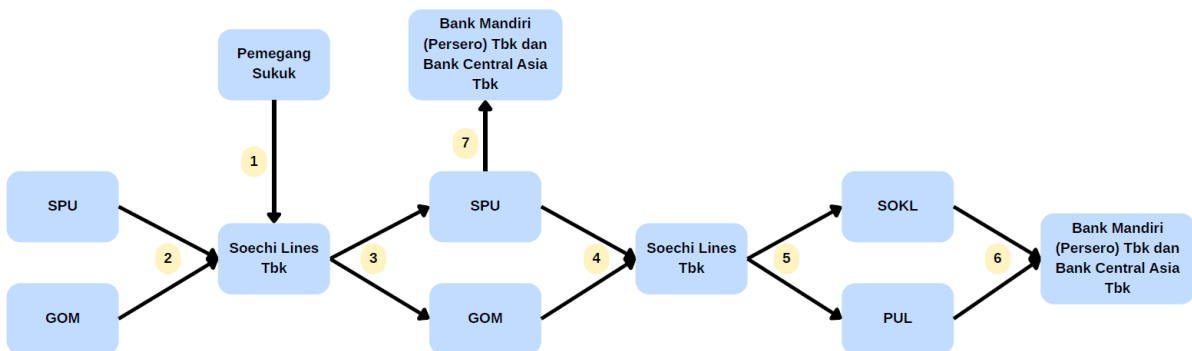 Bank Mandiri
(Persero) Tbk dan
Bank Central Asia
Tbk
Pemegang
Sukuk
7
1
SPU
SPU
SOKL
Soechi Lines
Tbk
2
3
4
Soechi Lines
Tbk
5
6
Bank Mandiri
(Persero) Tbk dan
Bank Central Asia
Tbk
GOM
GOM
PUL